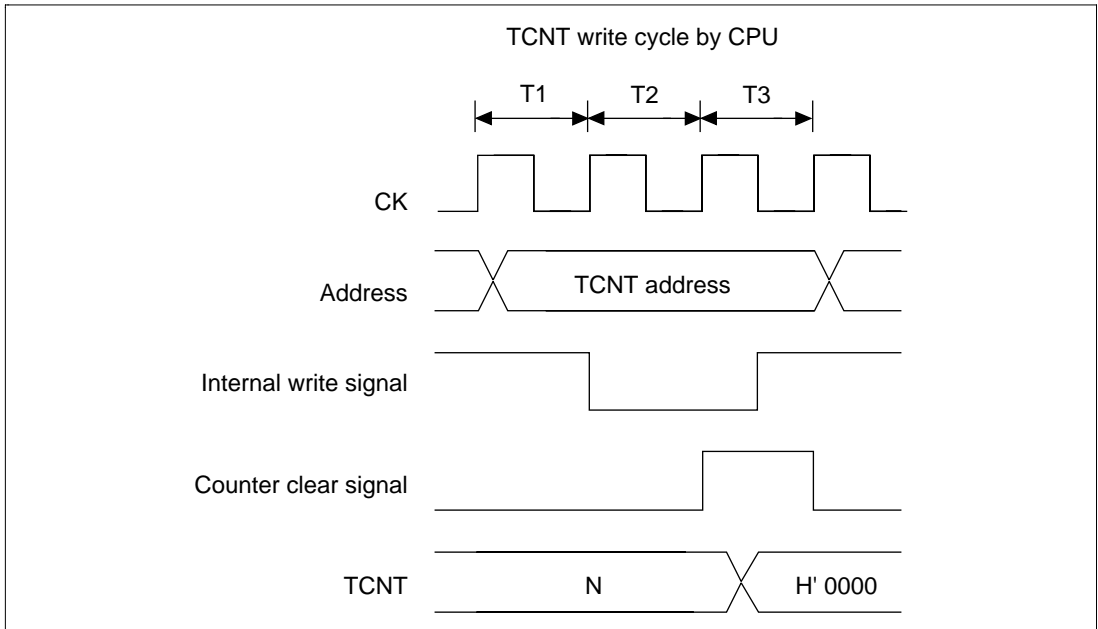 TCNT write cycle by CPU
T1 T2 T3
CK
Address TCNT address
Internal write signal
Counter clear signal
TCNT N H' 0000